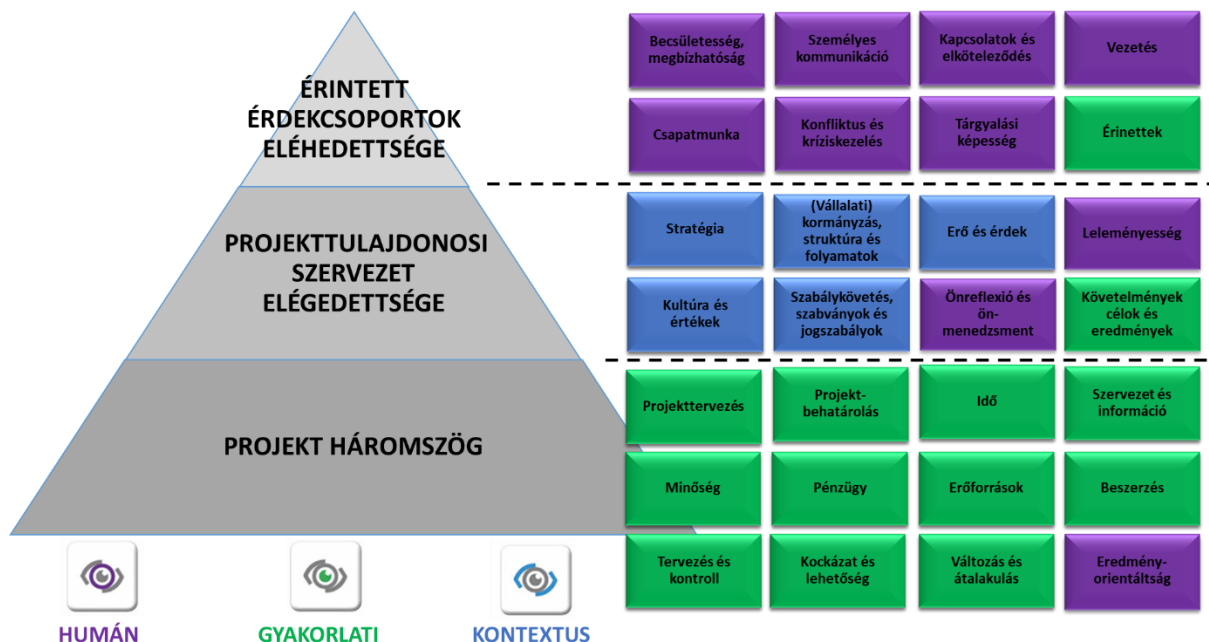 ÉRINTETT
ÉRDEKCSOPORTOK
ELÉHEDETTSÉGE
PROJEKTTULAJDONOSI
SZERVEZET
ELÉGEDETTSÉGE
PROJEKT HÁROMSZÖG
Becsületesség,
megbízhatóság
Személyes
kommunikáció
Kapcsolatok és
elköteleződés
Vezetés
Csapatmunka
Konfliktus és
kríziskezelés
Tárgyalási
képesség
Érinettek
Stratégia
(Vállalati)
kormányzás,
struktúra és
folyamatok
Erő és érdek
Leleményesség
Kultúra és
értékek
Szabálykövetés,
szabványok és
jogszabályok
Önreflexió és
ön-
menedzsment
Követelmények
célok és
eredmények
Projekttervezés
Projekt-
behatárolás
Idő
Szervezet és
információ
Minőség
Pénzügy
Erőforrások
Beszerzés
Tervezés és
kontroll
Kockázat és
lehetőség
Változás és
átalakulás
Eredmény-
orientáltság
HUMÁN
GYAKORLATI
KONTEXTUS